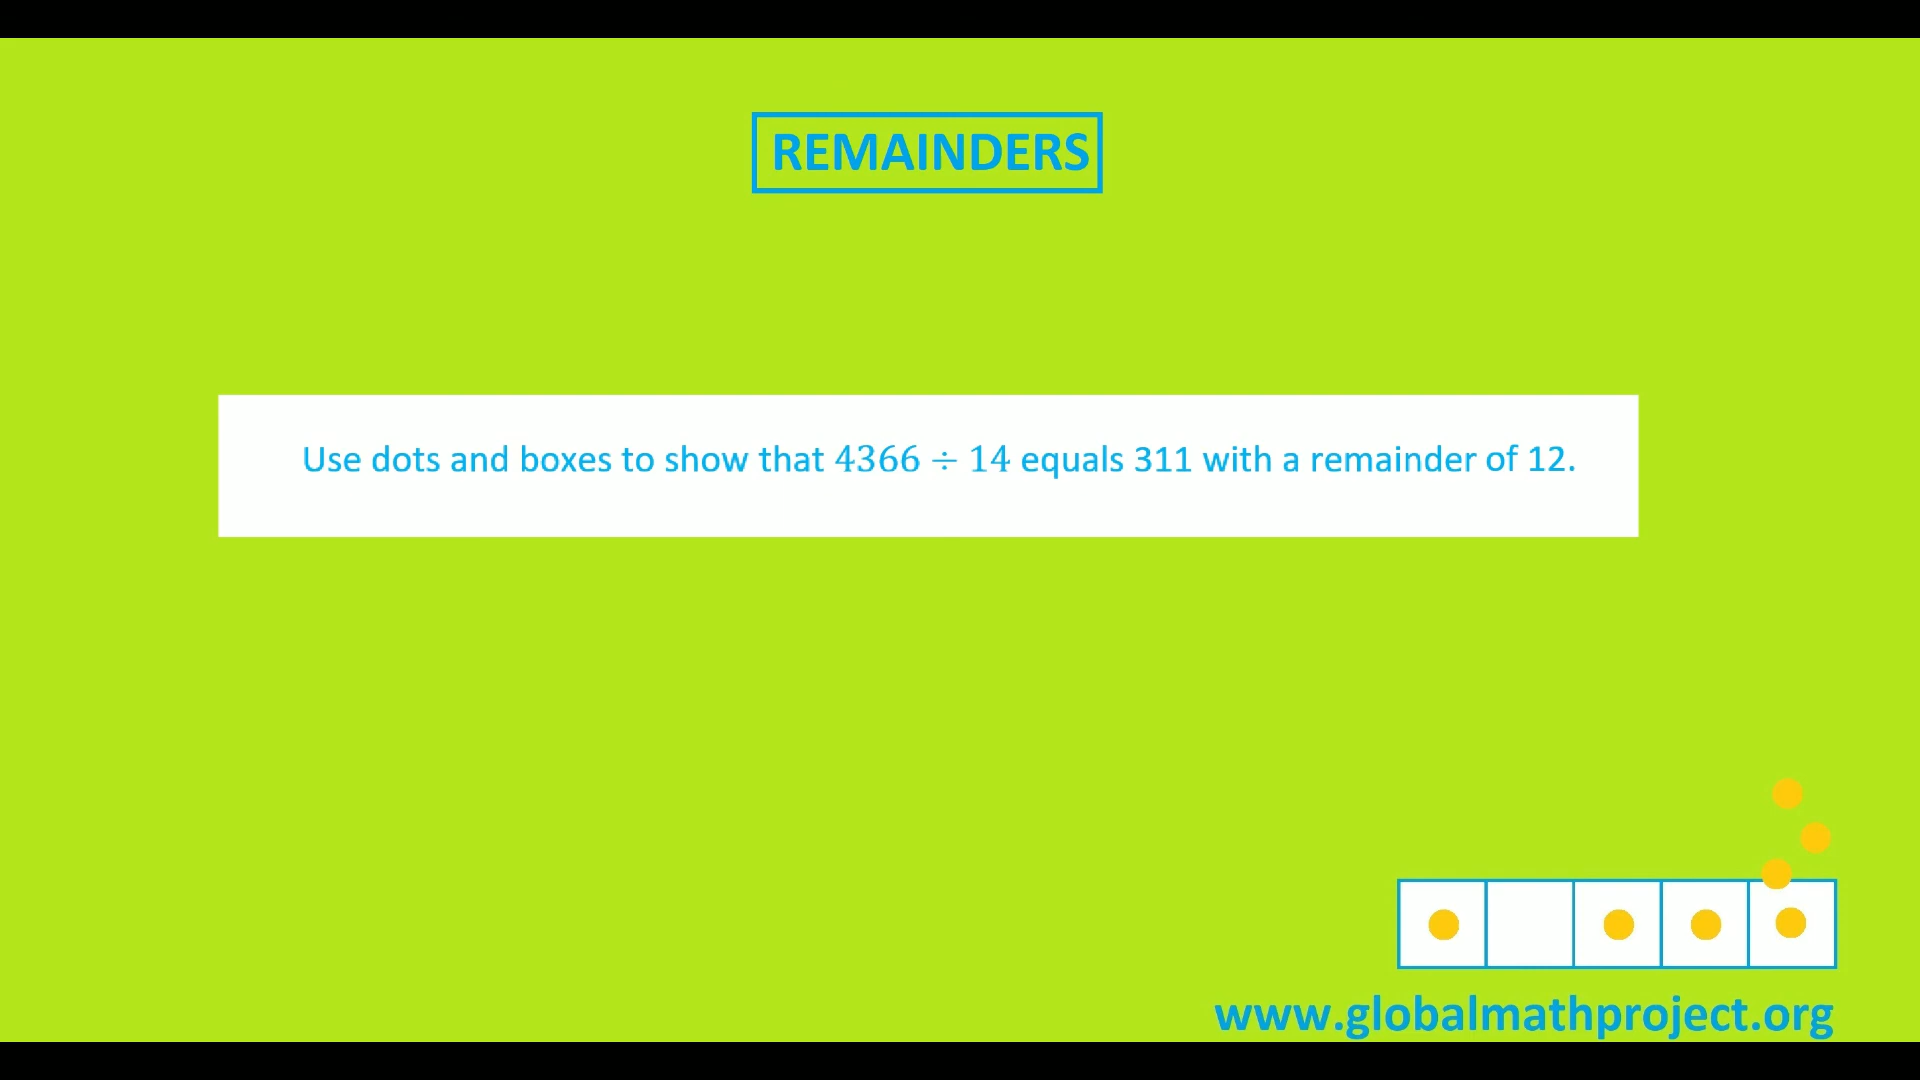 REMAINDERS
Use dots and boxes to show that 4366 ÷ 14 equals 311 with a remainder of 12.
www.globalmathproject.org